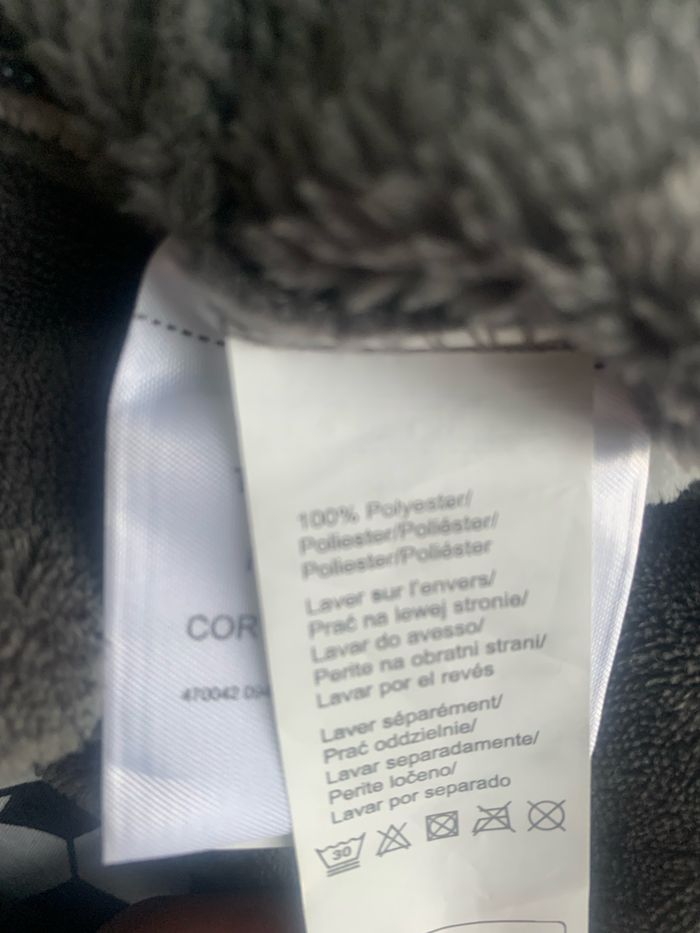 100% Polyester/
Poliester/Poliéster/
Poliester/Poliéster
Laver sur l'envers/
Prać na lewej stronie/
Lavar do avesso/
Perite na obratni strani/
Lavar por el revés
Laver séparément/
Prać oddzielnie/
Lavar separadamente/
Perite ločeno/
Lavar por separado
30
COR
470042